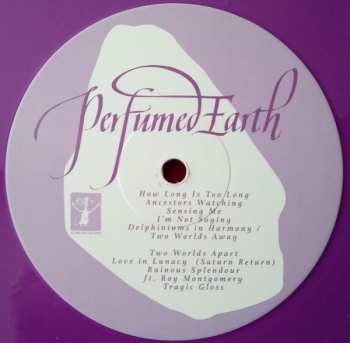 Perfumed Earth
How Long Is Too Long
Ancestors Watching
Sensing Me
I'm Not Saying
Delphiniums in Harmony /
Two Worlds Away
Two Worlds Apart
Love in Lunacy (Saturn Return)
Ruinous Splendour
ft. Roy Montgomery
Tragic Gloss